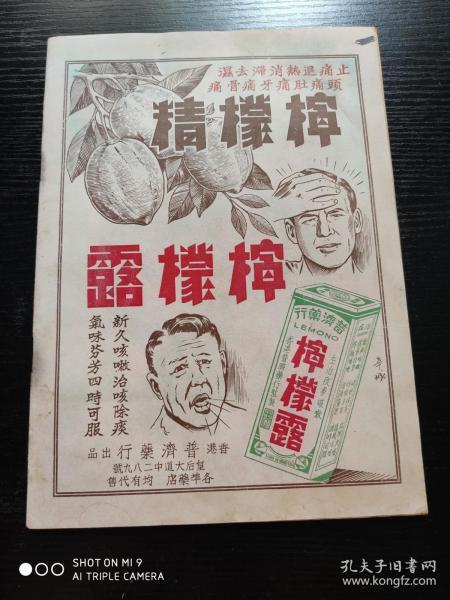 止痛退熱消滯去濕
頭痛肚痛牙痛骨痛
檸檬精
檸檬露
新久咳嗽治咳除痰
氣味芬芳四時可服
普濟藥行
LEMONO
檸檬露
香港普濟藥行出品
皇后大道中二八九號
各埠藥店均有代售
SHOT ON MI 9
AI TRIPLE CAMERA
孔夫子旧书网
www.kongfz.com